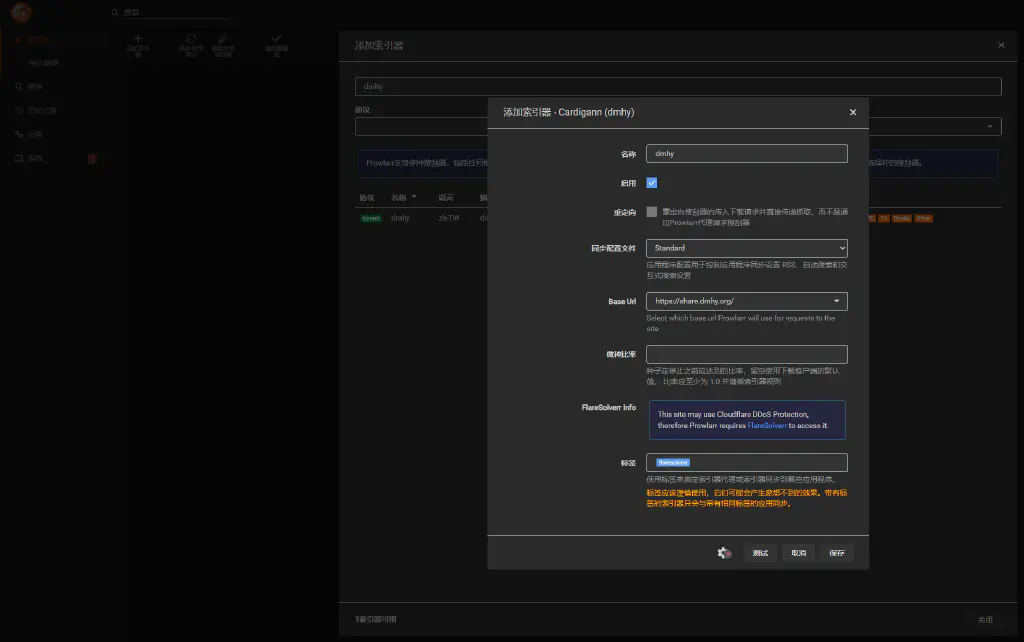 搜索
添加索引器
dmhy
协议
添加索引器 - Cardigann (dmhy)
名称
dmhy
启用
重定向
重定向搜刮器的传入下载请求并直接传递抓取，而不是通
过Prowlarr代理请求搜刮器
同步配置文件
Standard
应用程序配置用于控制应用程序同步设置 RSS、自动搜索和交
互式搜索设置
Base Url
https://share.dmhy.org/
Select which base url Prowlarr will use for requests to the
site
做种比率
种子在停止之前应达到的比率，留空使用下载客户端的默认
值。 比率应至少为 1.0 并遵循索引器规则
FlareSolverr Info
This site may use Cloudflare DDoS Protection,
therefore Prowlarr requires FlareSolverr to access it.
标签
flaresolverr
使用标签来指定索引器代理或索引器同步到哪些应用程序。
标签应该谨慎使用，它们可能会产生意想不到的效果。带有标
签的索引器只会与带有相同标签的应用同步。
测试 取消 保存
Prowlarr支持多种搜刮器，包括任何
协议 名称 语言
dmhy zh-TW
TV Books Other
1索引器可用
关闭